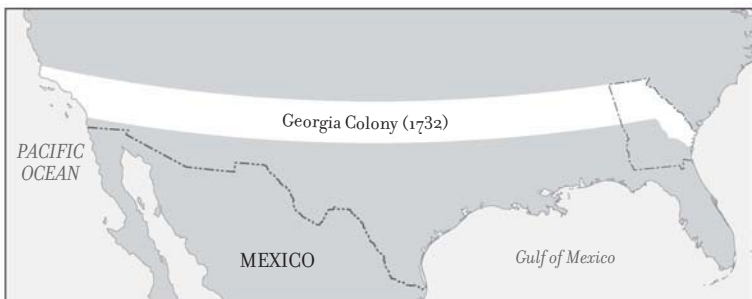 Georgia Colony (1732)
PACIFIC
OCEAN
MEXICO
Gulf of Mexico